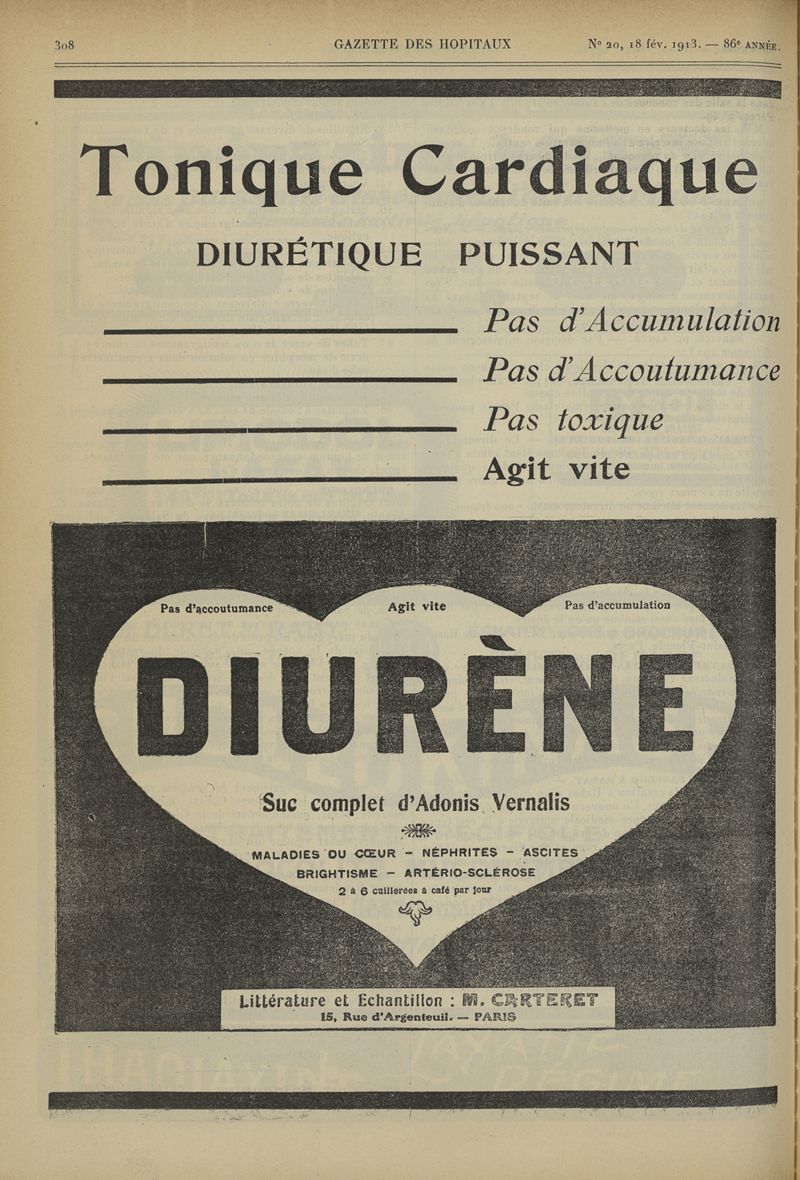 308 GAZETTE DES HOPITAUX N° 20, 18 fév. 1913. — 86e ANNÉE.
Tonique Cardiaque
DIURÉTIQUE PUISSANT
Pas d'Accumulation
Pas d'Accoutumance
Pas toxique
Agit vite
Pas d'accoutumance Agit vite Pas d'accumulation
DIURÈNE
Suc complet d'Adonis Vernalis
MALADIES DU CŒUR - NÉPHRITES - ASCITES
BRIGHTISME - ARTÉRIO-SCLÉROSE
2 à 6 cuillerées à café par jour
Littérature et Echantillon : M. CARTERET
15, Rue d'Argenteuil. — PARIS